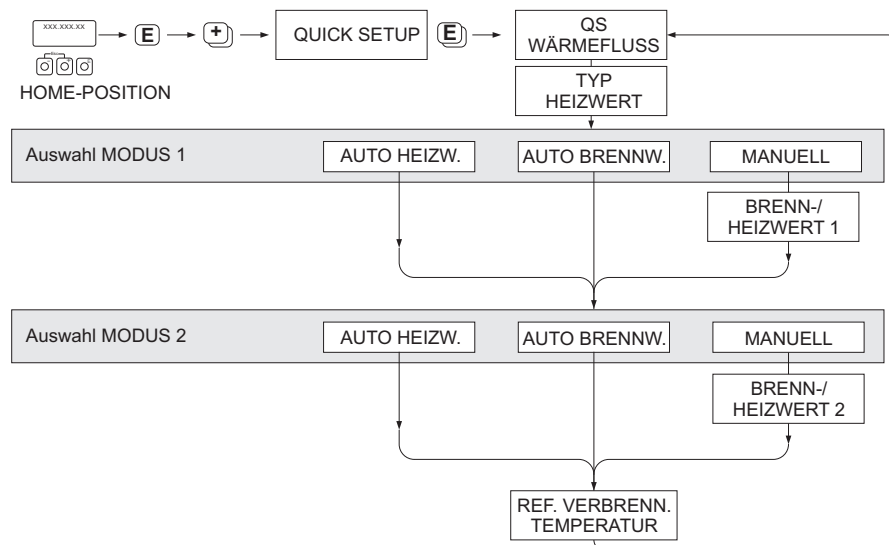 xxx.xxx.xx
E
+
QUICK SETUP
E
QS
WÄRMEFLUSS
HOME-POSITION
TYP
HEIZWERT
Auswahl MODUS 1
AUTO HEIZW.
AUTO BRENNW.
MANUELL
BRENN-/
HEIZWERT 1
Auswahl MODUS 2
AUTO HEIZW.
AUTO BRENNW.
MANUELL
BRENN-/
HEIZWERT 2
REF. VERBRENN.
TEMPERATUR